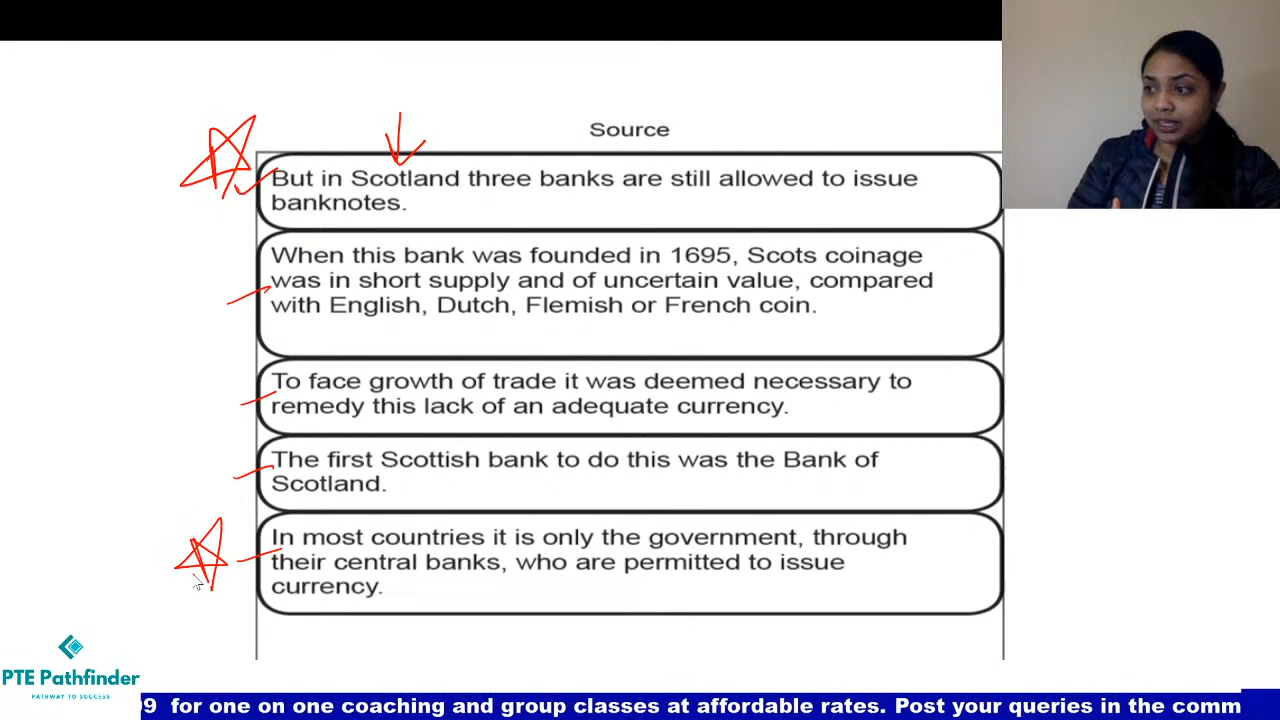 Source
But in Scotland three banks are still allowed to issue
banknotes.
When this bank was founded in 1695, Scots coinage
was in short supply and of uncertain value, compared
with English, Dutch, Flemish or French coin.
To face growth of trade it was deemed necessary to
remedy this lack of an adequate currency.
The first Scottish bank to do this was the Bank of
Scotland.
In most countries it is only the government, through
their central banks, who are permitted to issue
currency.
PTE Pathfinder
PATHWAY TO SUCCESS
9 for one on one coaching and group classes at affordable rates. Post your queries in the comm